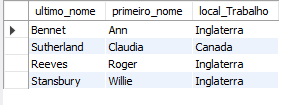 ultimo_nome primeiro_nome local_Trabalho
Bennet Ann Inglaterra
Sutherland Claudia Canada
Reeves Roger Inglaterra
Stansbury Willie Inglaterra